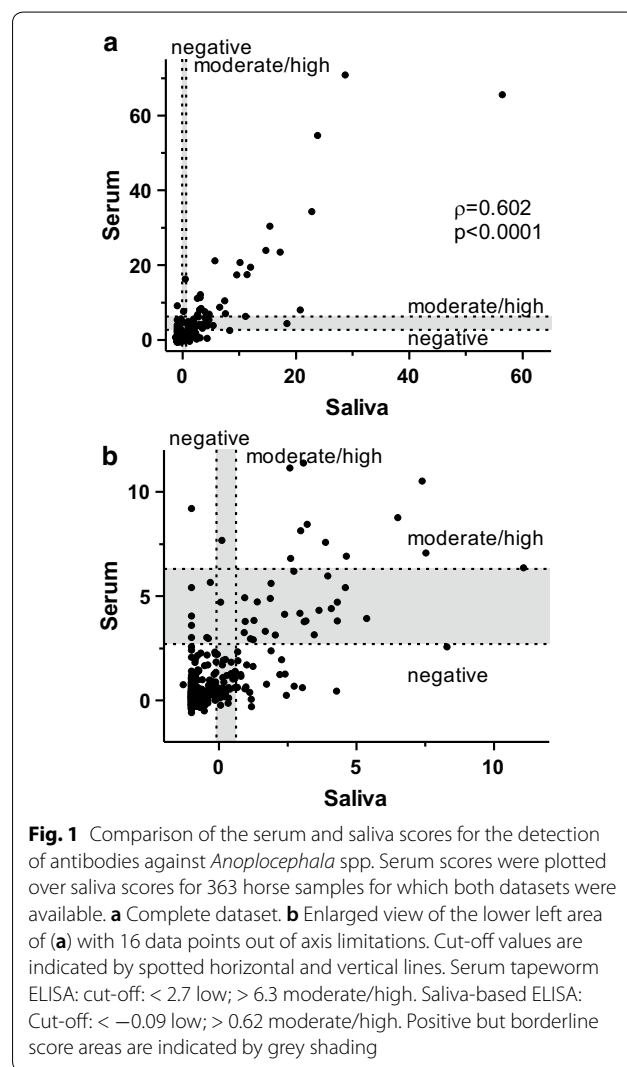 a
negative
moderate/high
60
40
20
0
Serum
ρ=0.602
p<0.0001
moderate/high
negative
0 20 40 60
Saliva
b
negative
moderate/high
10
5
0
Serum
moderate/high
negative
0 5 10
Saliva
Fig. 1 Comparison of the serum and saliva scores for the detection
of antibodies against Anoplocephala spp. Serum scores were plotted
over saliva scores for 363 horse samples for which both datasets were
available. a Complete dataset. b Enlarged view of the lower left area
of (a) with 16 data points out of axis limitations. Cut-off values are
indicated by spotted horizontal and vertical lines. Serum tapeworm
ELISA: cut-off: < 2.7 low; > 6.3 moderate/high. Saliva-based ELISA:
Cut-off: < −0.09 low; > 0.62 moderate/high. Positive but borderline
score areas are indicated by grey shading